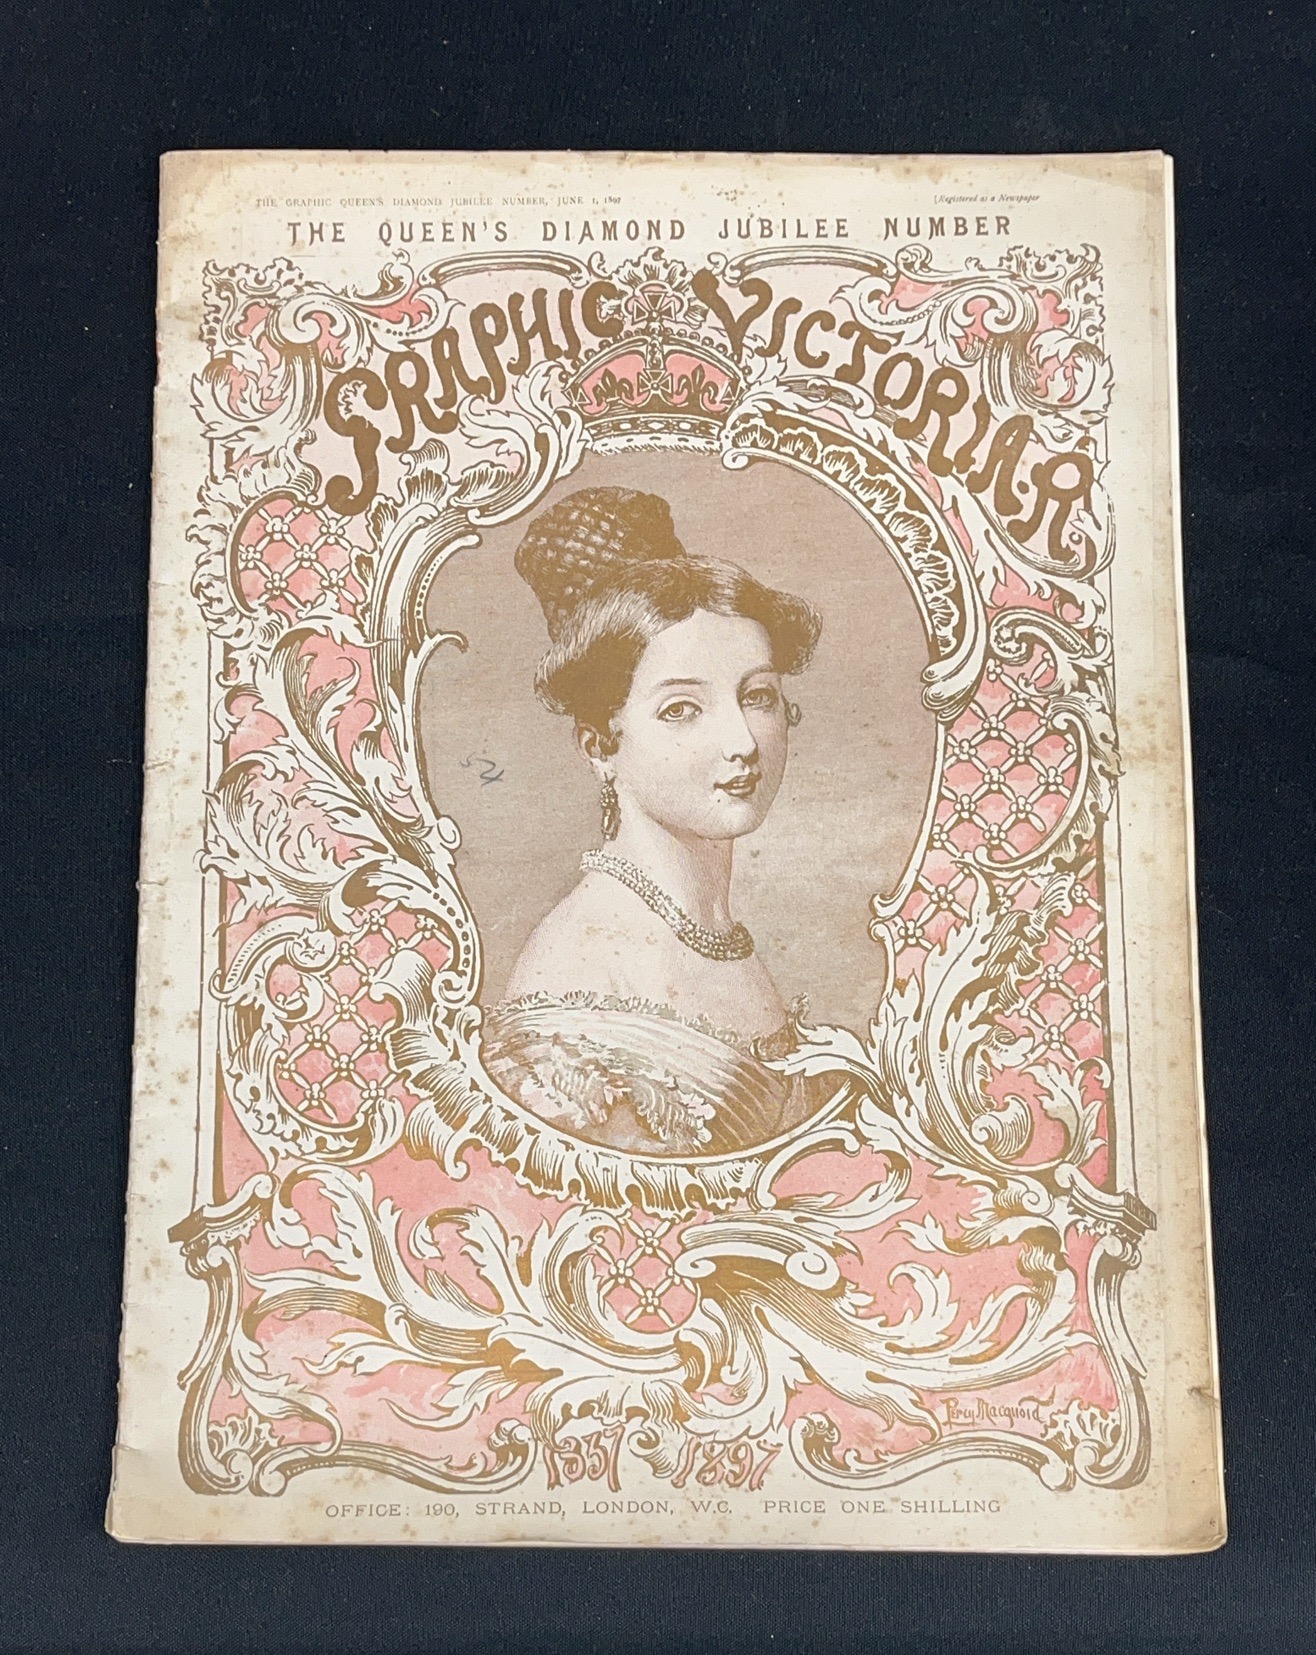 THE GRAPHIC QUEEN'S DIAMOND JUBILEE NUMBER, JUNE 1, 1897
[Registered as a Newspaper
THE QUEEN'S DIAMOND JUBILEE NUMBER
GRAPHIC VICTORIA·R·
Percy Macquoid
1837 1897
OFFICE: 190, STRAND, LONDON, W.C. PRICE ONE SHILLING